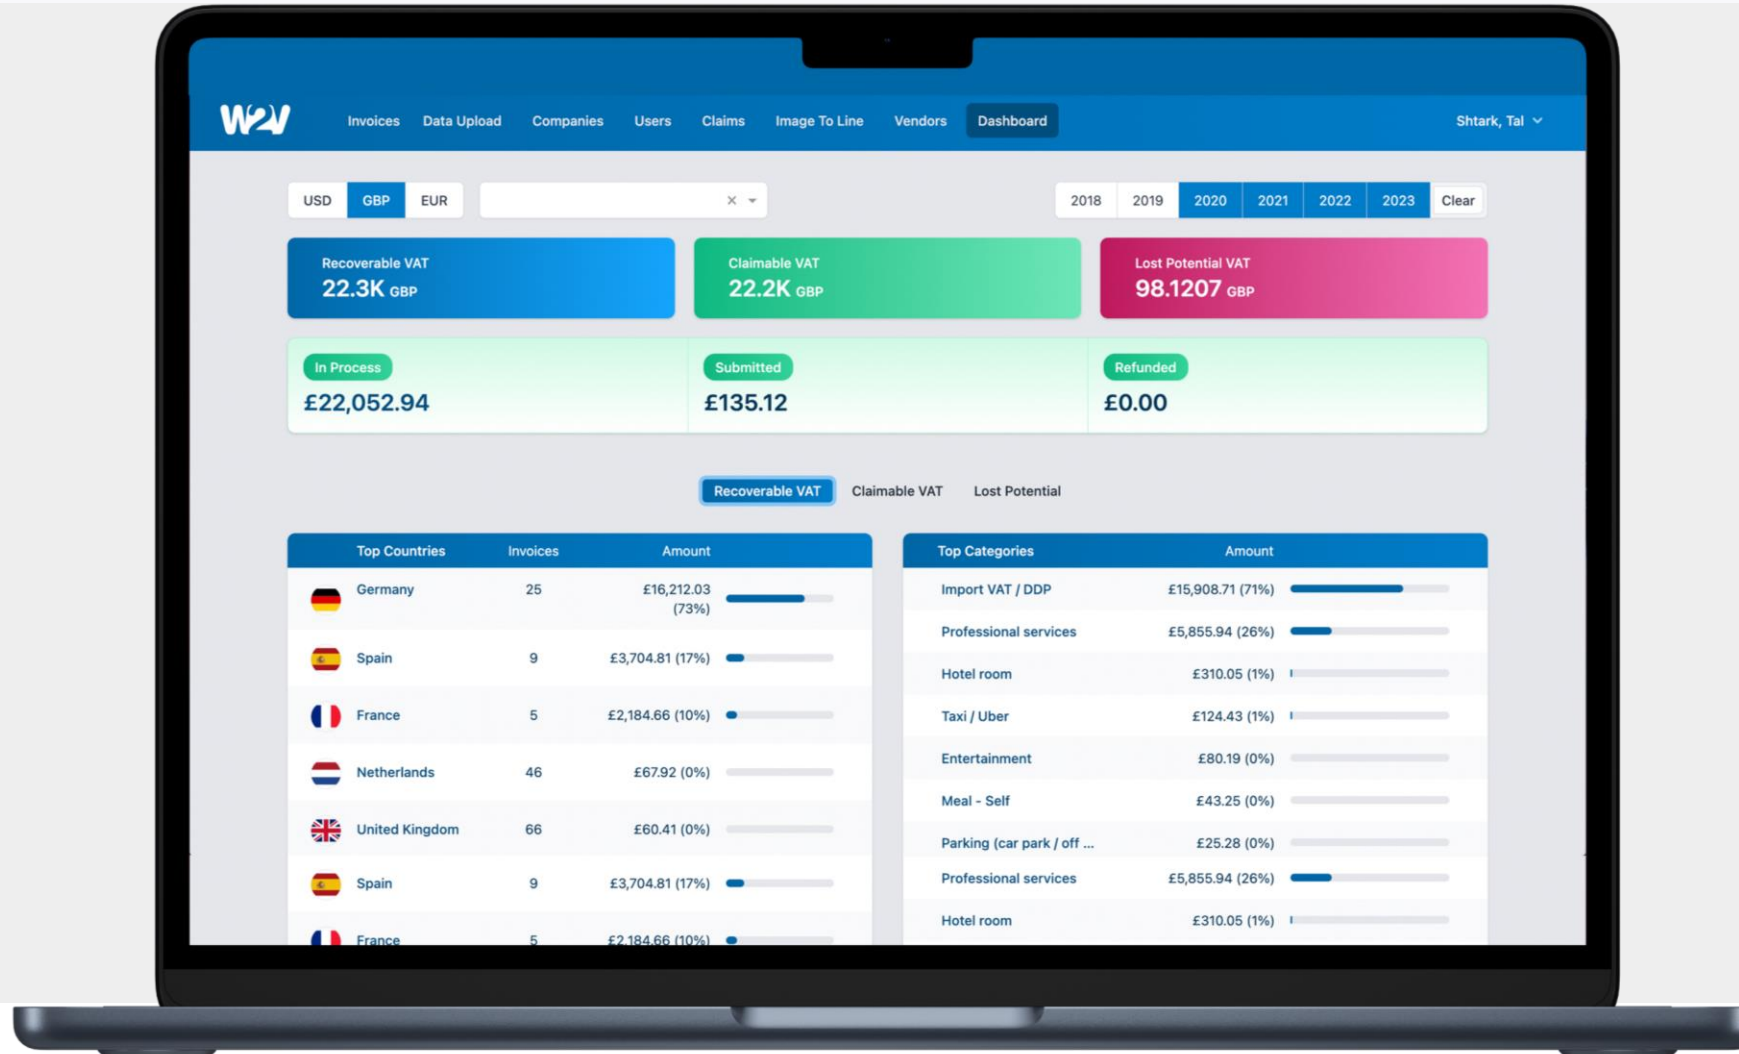 W2V
Invoices Data Upload Companies Users Claims Image To Line Vendors Dashboard Shtark, Tal
USD GBP EUR 2018 2019 2020 2021 2022 2023 Clear
Recoverable VAT
22.3K GBP
Claimable VAT
22.2K GBP
Lost Potential VAT
98.1207 GBP
In Process
£22,052.94
Submitted
£135.12
Refunded
£0.00
Recoverable VAT Claimable VAT Lost Potential
Top Countries Invoices Amount
Germany 25 £16,212.03
(73%)
Spain 9 £3,704.81 (17%)
France 5 £2,184.66 (10%)
Netherlands 46 £67.92 (0%)
United Kingdom 66 £60.41 (0%)
Spain 9 £3,704.81 (17%)
France 5 £2,184.66 (10%)
Top Categories Amount
Import VAT / DDP £15,908.71 (71%)
Professional services £5,855.94 (26%)
Hotel room £310.05 (1%)
Taxi / Uber £124.43 (1%)
Entertainment £80.19 (0%)
Meal - Self £43.25 (0%)
Parking (car park / off ... £25.28 (0%)
Professional services £5,855.94 (26%)
Hotel room £310.05 (1%)